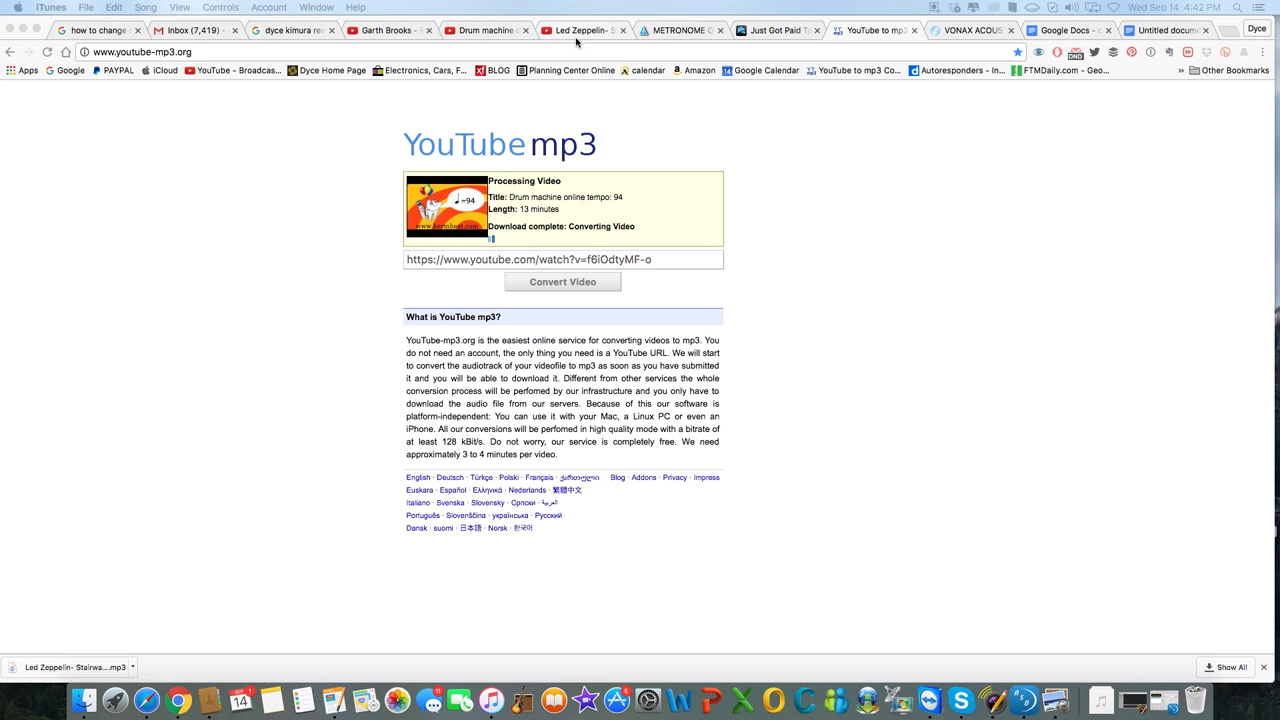 iTunes File Edit Song View Controls Account Window Help Wed Sep 14 4:42 PM
how to change Inbox (7,419) - dyce kimura rev Garth Brooks - B Drum machine o Led Zeppelin- S METRONOME O Just Got Paid T YouTube to mp3 VONAX ACOUS Google Docs - c Untitled docume Dyce
www.youtube-mp3.org
Apps Google PAYPAL iCloud YouTube - Broadcas... Dyce Home Page Electronics, Cars, F... BLOG Planning Center Online calendar Amazon Google Calendar YouTube to mp3 Co... Autoresponders - In... FTMDaily.com - Geo... » Other Bookmarks
YouTube mp3
Processing Video
Title: Drum machine online tempo: 94
Length: 13 minutes
Download complete: Converting Video
♩=94
https://www.youtube.com/watch?v=f6iOdtyMF-o
Convert Video
What is YouTube mp3?
YouTube-mp3.org is the easiest online service for converting videos to mp3. You
do not need an account, the only thing you need is a YouTube URL. We will start
to convert the audiotrack of your videofile to mp3 as soon as you have submitted
it and you will be able to download it. Different from other services the whole
conversion process will be perfomed by our infrastructure and you only have to
download the audio file from our servers. Because of this our software is
platform-independent: You can use it with your Mac, a Linux PC or even an
iPhone. All our conversions will be perfomed in high quality mode with a bitrate of
at least 128 kBit/s. Do not worry, our service is completely free. We need
approximately 3 to 4 minutes per video.
English · Deutsch · Türkçe · Polski · Français · ქართული Blog · Addons · Privacy · Impress
Euskara · Español · Ελληνικά · Nederlands · 繁體中文
Italiano · Svenska · Slovensky · Српски · العربية
Português · Slovenščina · українська · Русский
Dansk · suomi · 日本語 · Norsk · 한국어
Led Zeppelin- Stairwa....mp3 Show All